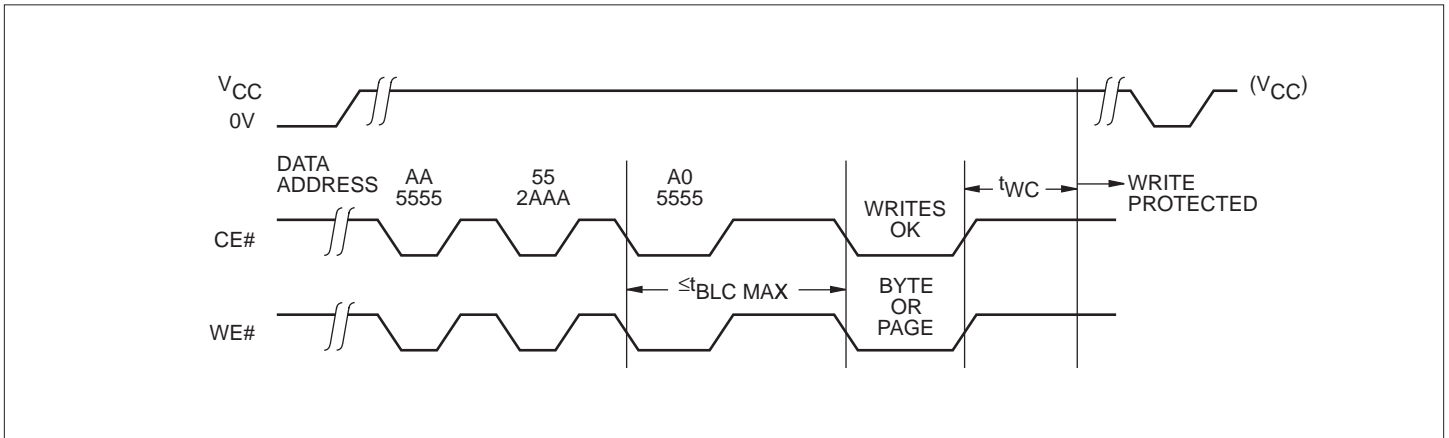 VCC
(VCC)
0V
DATA
ADDRESS
AA
5555
55
2AAA
A0
5555
WRITES
OK
tWC
WRITE
PROTECTED
CE#
≤tBLC MAX
BYTE
OR
PAGE
WE#